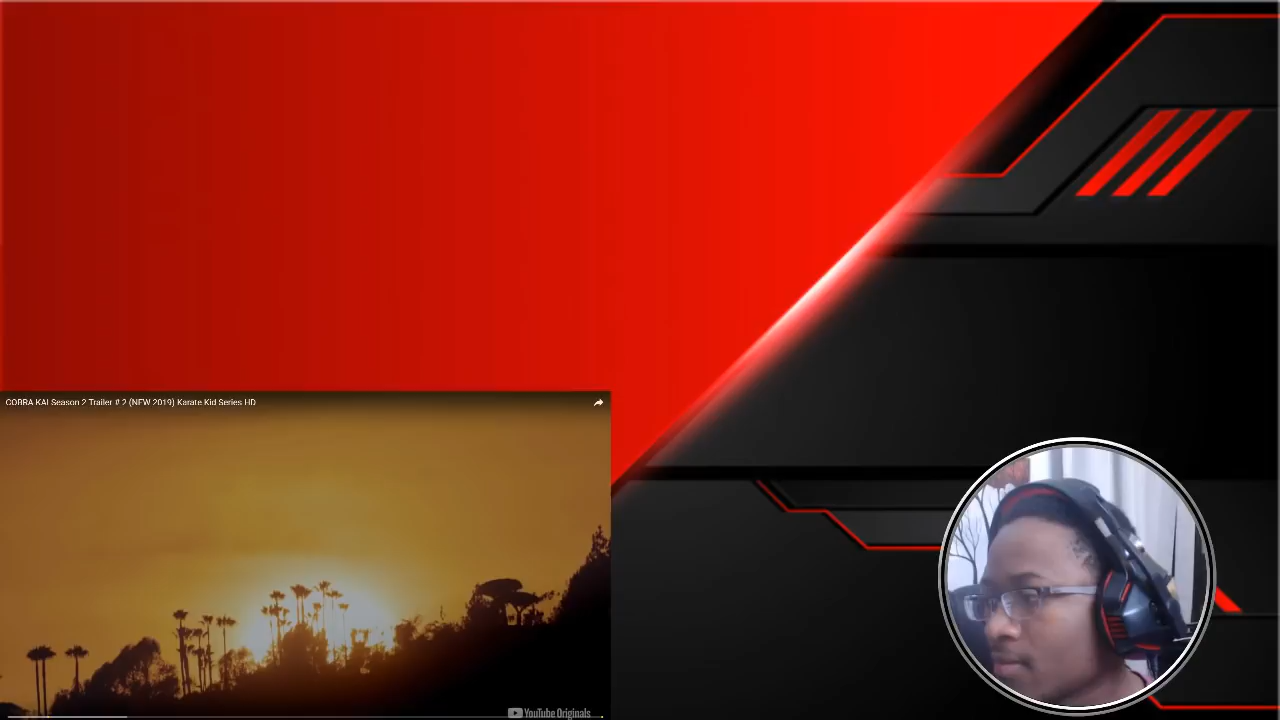 COBRA KAI Season 2 Trailer # 2 (NEW 2019) Karate Kid Series HD
YouTube Originals